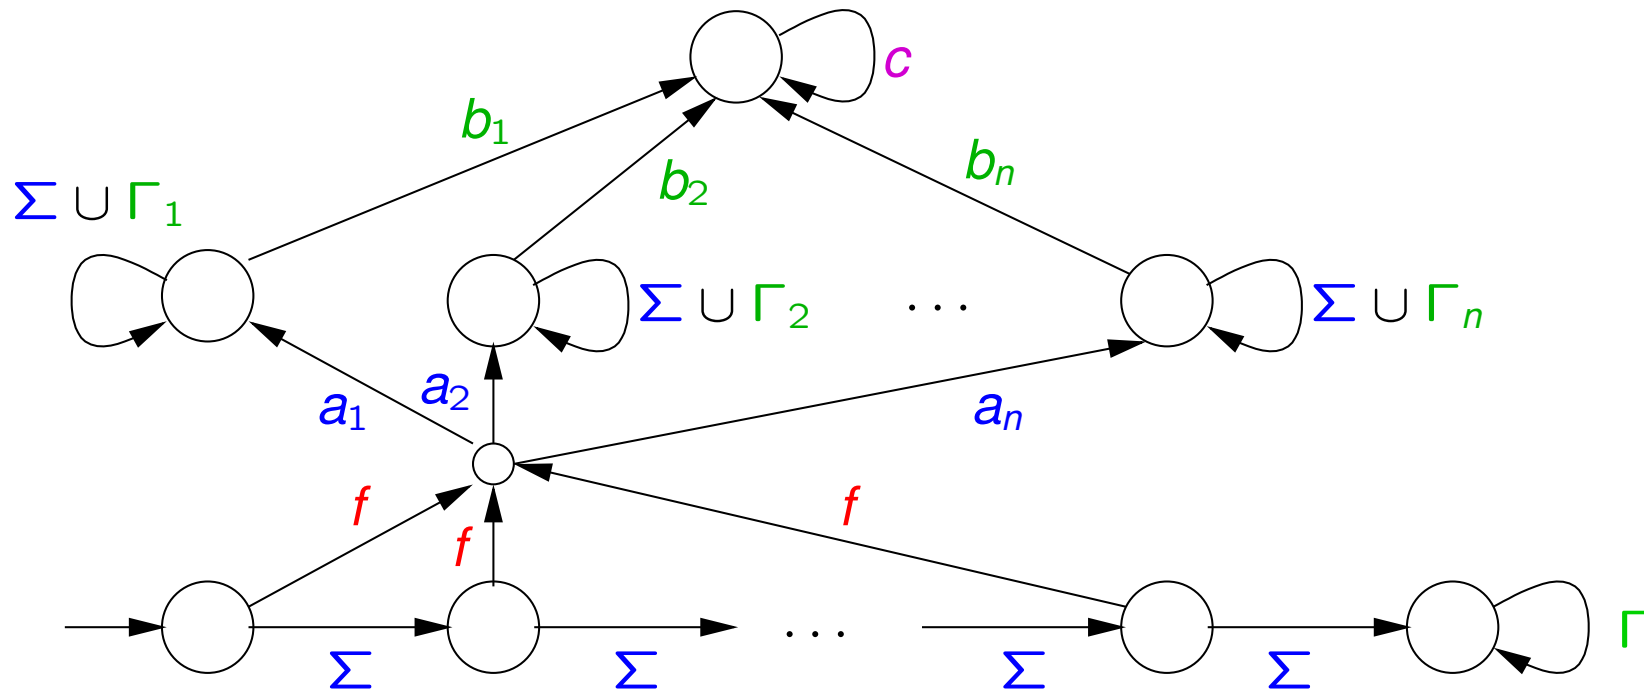 c
b₁
b₂
bₙ
Σ ∪ Γ₁
Σ ∪ Γ₂
...
Σ ∪ Γₙ
a₁
a₂
aₙ
f
f
f
...
Γ
Σ
Σ
Σ
Σ